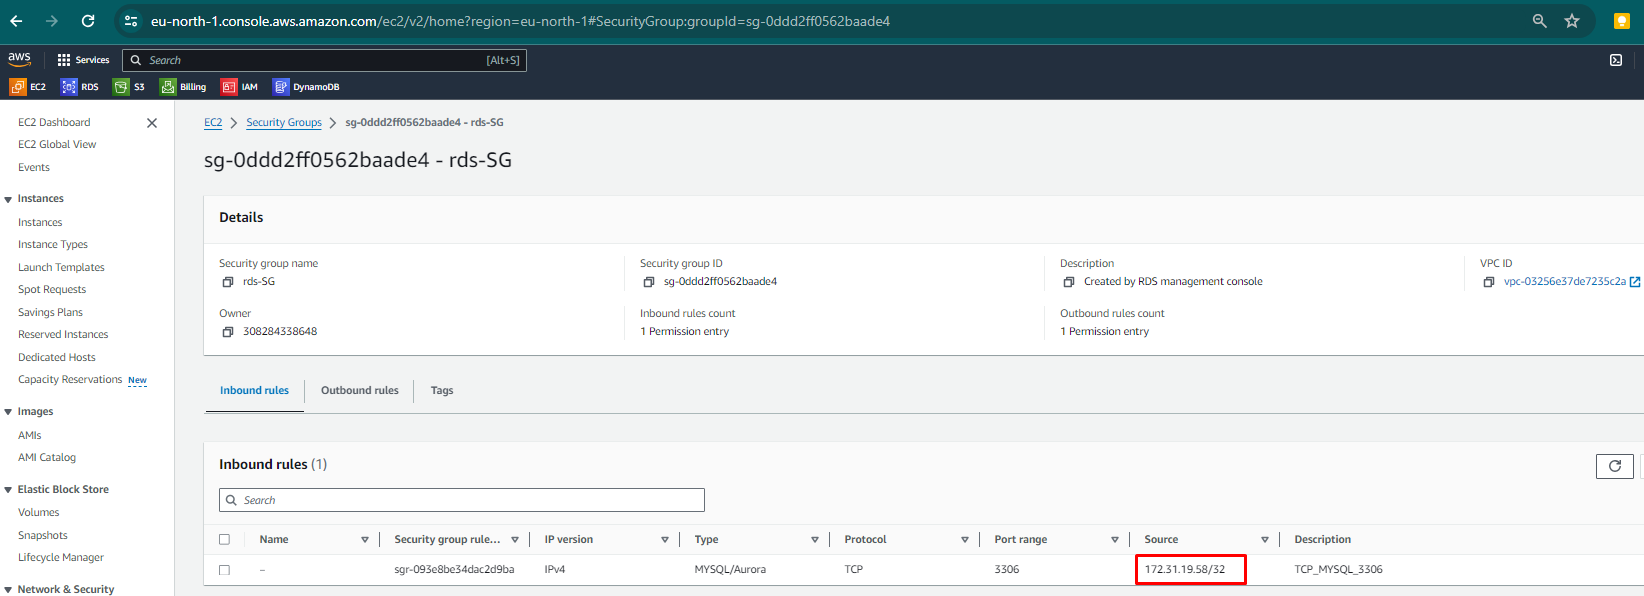 eu-north-1.console.aws.amazon.com/ec2/v2/home?region=eu-north-1#SecurityGroup:groupId=sg-0ddd2ff0562baade4
aws Services Search [Alt+S]
EC2 RDS S3 Billing IAM DynamoDB
EC2 Dashboard
EC2 Global View
Events
Instances
Instances
Instance Types
Launch Templates
Spot Requests
Savings Plans
Reserved Instances
Dedicated Hosts
Capacity Reservations New
Images
AMIs
AMI Catalog
Elastic Block Store
Volumes
Snapshots
Lifecycle Manager
Network & Security
EC2 Security Groups sg-0ddd2ff0562baade4 - rds-SG
sg-0ddd2ff0562baade4 - rds-SG
Details
Security group name Security group ID Description VPC ID
rds-SG sg-0ddd2ff0562baade4 Created by RDS management console vpc-03256e37de7235c2a
Owner Inbound rules count Outbound rules count
308284338648 1 Permission entry 1 Permission entry
Inbound rules Outbound rules Tags
Inbound rules (1)
Search
Name Security group rule... IP version Type Protocol Port range Source Description
– sgr-093e8be34dac2d9ba IPv4 MYSQL/Aurora TCP 3306 172.31.19.58/32 TCP_MYSQL_3306